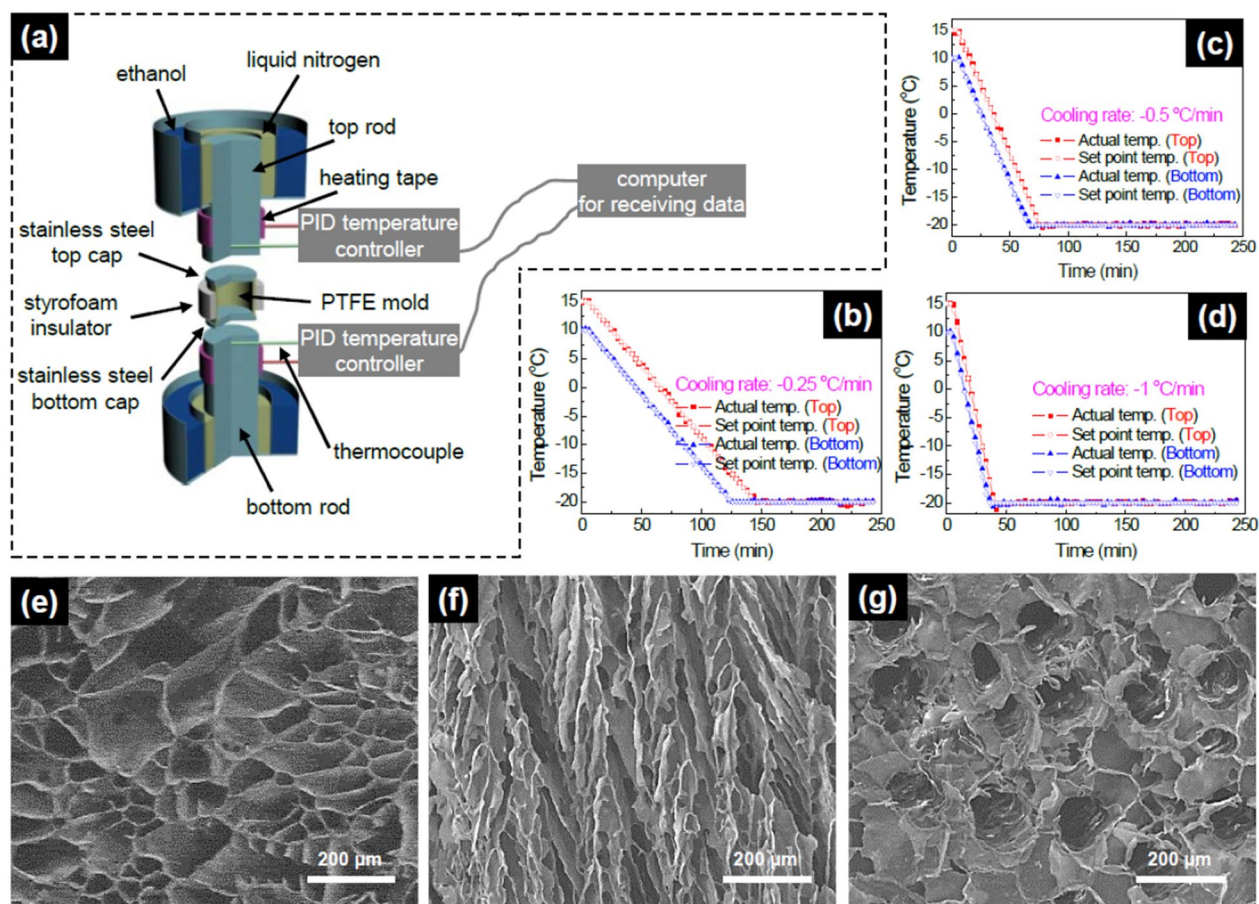 (a)
ethanol
liquid nitrogen
top rod
heating tape
computer
for receiving data
PID temperature
controller
stainless steel
top cap
styrofoam
insulator
PTFE mold
PID temperature
controller
stainless steel
bottom cap
thermocouple
bottom rod
(c)
Temperature (°C)
15
10
5
0
-5
-10
-15
-20
Cooling rate: -0.5 °C/min
Actual temp. (Top)
Set point temp. (Top)
Actual temp. (Bottom)
Set point temp. (Bottom)
0 50 100 150 200 250
Time (min)
(b)
Temperature (°C)
15
10
5
0
-5
-10
-15
-20
Cooling rate: -0.25 °C/min
Actual temp. (Top)
Set point temp. (Top)
Actual temp. (Bottom)
Set point temp. (Bottom)
0 50 100 150 200 250
Time (min)
(d)
Temperature (°C)
15
10
5
0
-5
-10
-15
-20
Cooling rate: -1 °C/min
Actual temp. (Top)
Set point temp. (Top)
Actual temp. (Bottom)
Set point temp. (Bottom)
0 50 100 150 200 250
Time (min)
(e)
200 μm
(f)
200 μm
(g)
200 μm